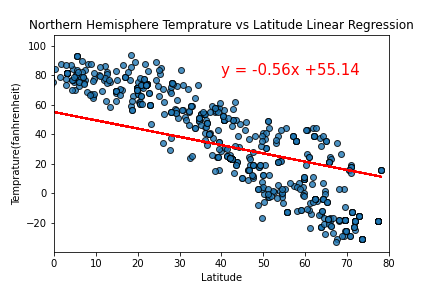 Northern Hemisphere Temprature vs Latitude Linear Regression
y = -0.56x +55.14
Temprature(fanhrenheit)
100
80
60
40
20
0
−20
0 10 20 30 40 50 60 70 80
Latitude